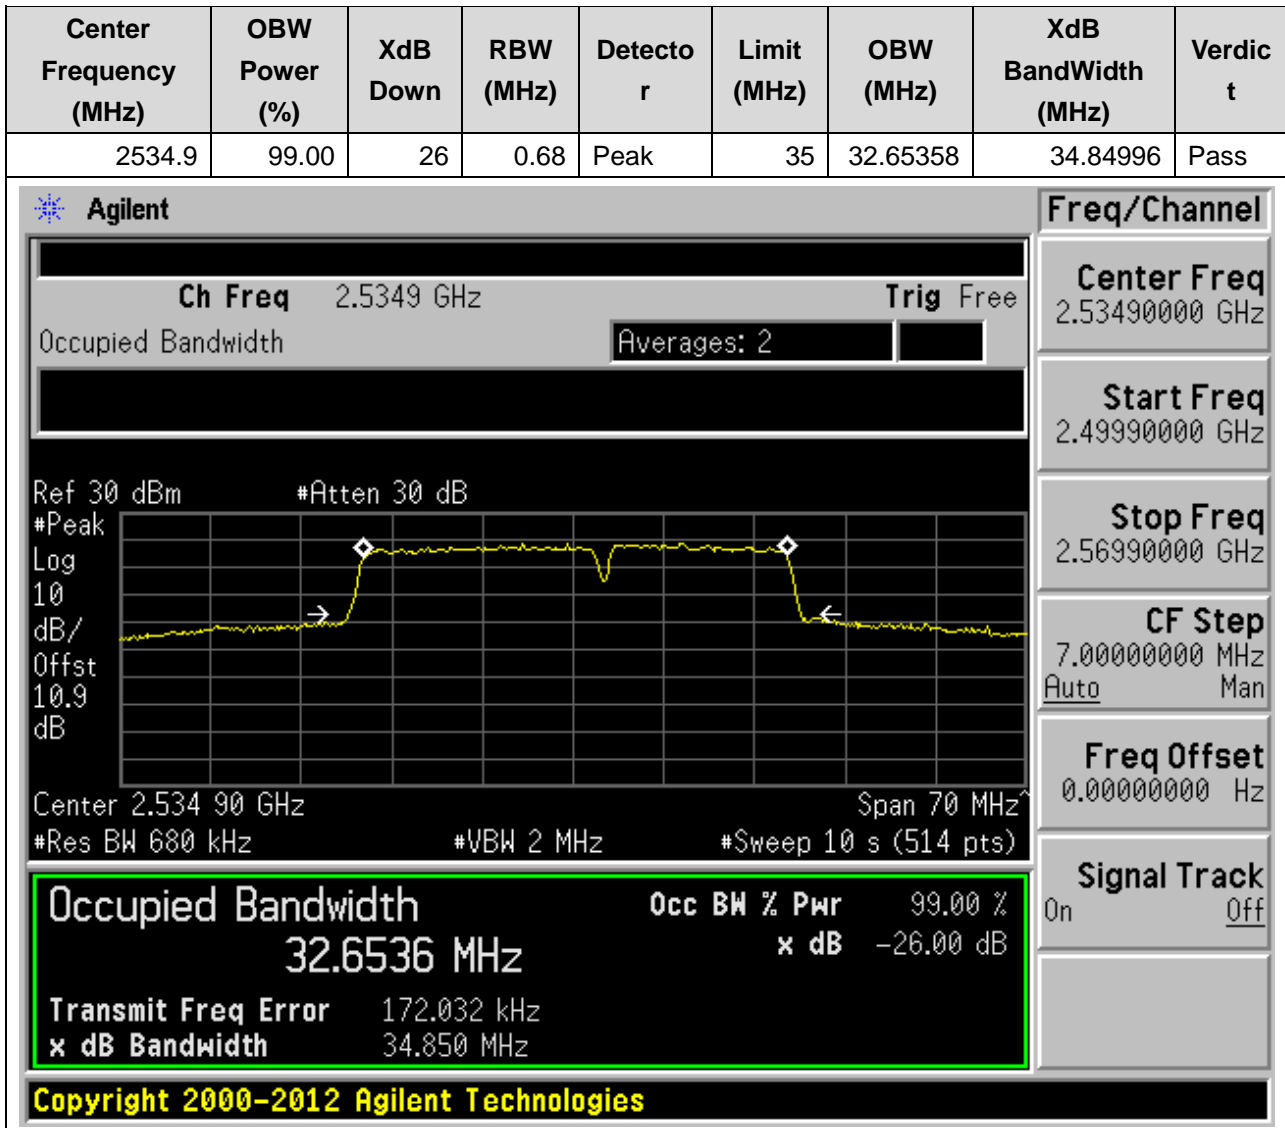 Center Frequency (MHz) OBW Power (%) XdB Down RBW (MHz) Detecto r Limit (MHz) OBW (MHz) XdB BandWidth (MHz) Verdic t
2534.9 99.00 26 0.68 Peak 35 32.65358 34.84996 Pass
Agilent
Freq/Channel
Ch Freq 2.5349 GHz Trig Free
Occupied Bandwidth Averages: 2
Center Freq
2.53490000 GHz
Start Freq
2.49990000 GHz
Stop Freq
2.56990000 GHz
CF Step
7.00000000 MHz
Auto Man
Freq Offset
0.00000000 Hz
Signal Track
On Off
Ref 30 dBm #Atten 30 dB
#Peak
Log
10
dB/
Offst
10.9
dB
Center 2.534 90 GHz Span 70 MHz^
#Res BW 680 kHz #VBW 2 MHz #Sweep 10 s (514 pts)
Occupied Bandwidth Occ BW % Pwr 99.00 %
32.6536 MHz x dB -26.00 dB
Transmit Freq Error 172.032 kHz
x dB Bandwidth 34.850 MHz
Copyright 2000-2012 Agilent Technologies